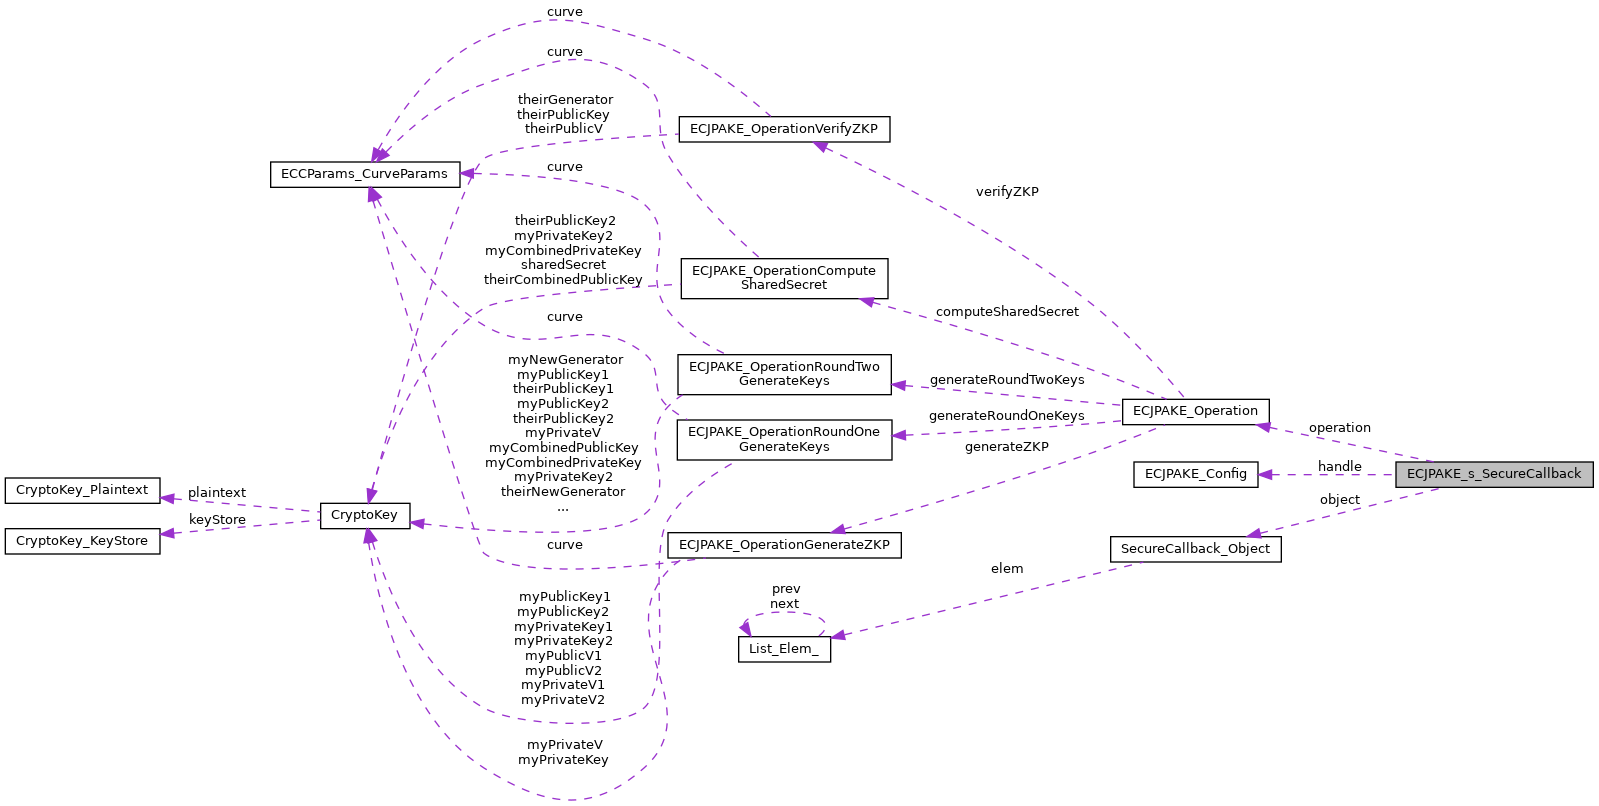 curve
curve
theirGenerator
theirPublicKey
theirPublicV
ECJPAKE_OperationVerifyZKP
ECCParams_CurveParams
curve
verifyZKP
theirPublicKey2
myPrivateKey2
myCombinedPrivateKey
sharedSecret
theirCombinedPublicKey
ECJPAKE_OperationCompute
SharedSecret
computeSharedSecret
curve
myNewGenerator
myPublicKey1
theirPublicKey1
myPublicKey2
theirPublicKey2
myPrivateV
myCombinedPublicKey
myCombinedPrivateKey
myPrivateKey2
theirNewGenerator
...
ECJPAKE_OperationRoundTwo
GenerateKeys
generateRoundTwoKeys
ECJPAKE_Operation
generateRoundOneKeys
ECJPAKE_OperationRoundOne
GenerateKeys
generateZKP
operation
ECJPAKE_Config
handle
ECJPAKE_s_SecureCallback
object
CryptoKey_Plaintext
plaintext
CryptoKey
keyStore
CryptoKey_KeyStore
curve
ECJPAKE_OperationGenerateZKP
SecureCallback_Object
elem
prev
next
List_Elem_
myPublicKey1
myPublicKey2
myPrivateKey1
myPrivateKey2
myPublicV1
myPublicV2
myPrivateV1
myPrivateV2
myPrivateV
myPrivateKey